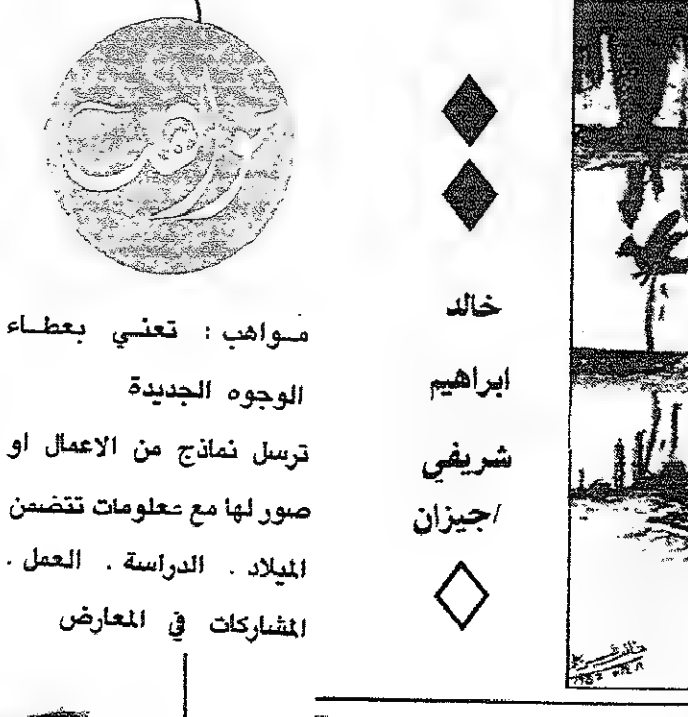 خالد
ابراهيم
شريفي
/جيزان
مواهب : تعني بعطاء
الوجوه الجديدة
ترسل نماذج من الاعمال او
صور لها مع معلومات تتضمن
الميلاد . الدراسة . العمل .
المشاركات في المعارض